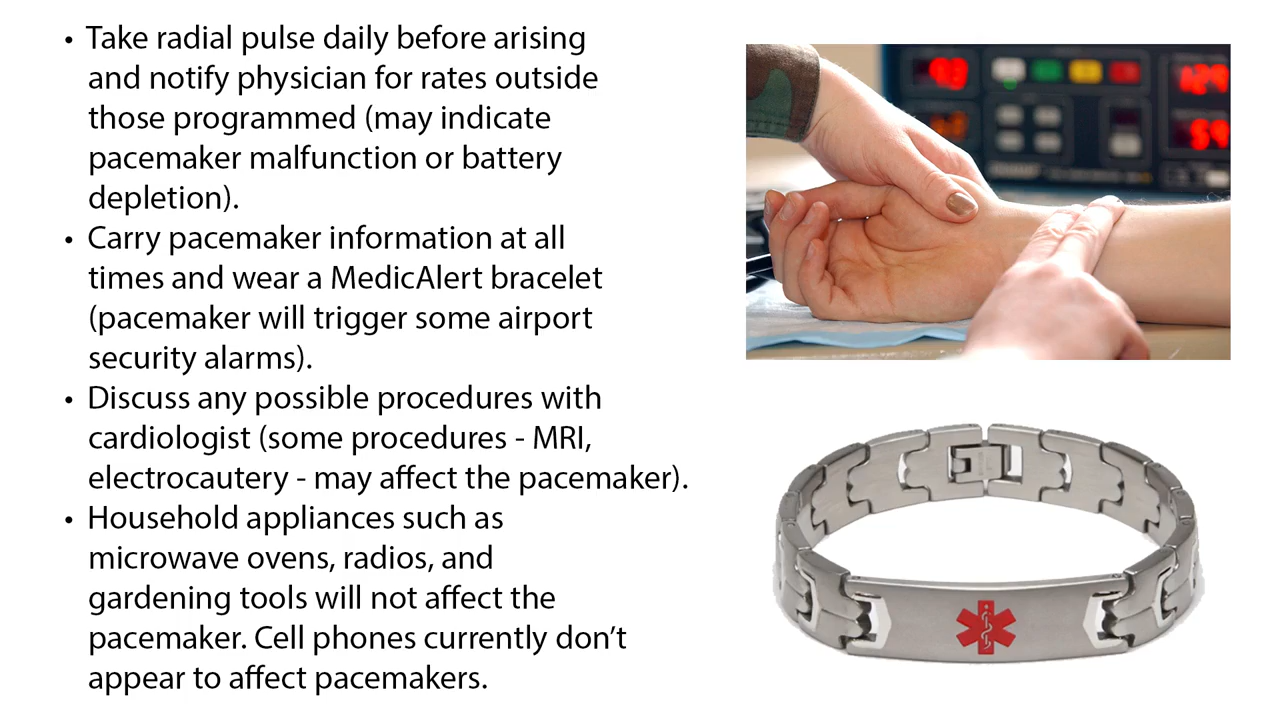 • Take radial pulse daily before arising
and notify physician for rates outside
those programmed (may indicate
pacemaker malfunction or battery
depletion).
• Carry pacemaker information at all
times and wear a MedicAlert bracelet
(pacemaker will trigger some airport
security alarms).
• Discuss any possible procedures with
cardiologist (some procedures - MRI,
electrocautery - may affect the pacemaker).
• Household appliances such as
microwave ovens, radios, and
gardening tools will not affect the
pacemaker. Cell phones currently don’t
appear to affect pacemakers.